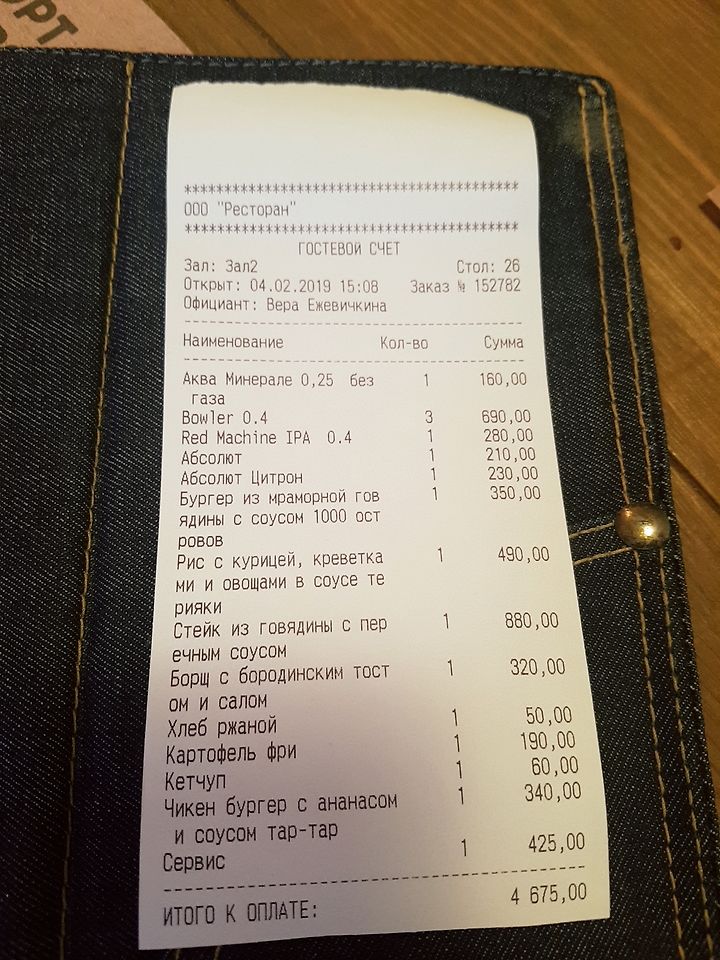 ОРТ
******************************************
ООО "Ресторан"
******************************************
ГОСТЕВОЙ СЧЕТ
Зал: Зал2 Стол: 26
Открыт: 04.02.2019 15:08 Заказ № 152782
Официант: Вера Ежевичкина
Наименование Кол-во Сумма
Аква Минерале 0,25 без 1 160,00
газа
Bowler 0.4 3 690,00
Red Machine IPA 0.4 1 280,00
Абсолют 1 210,00
Абсолют Цитрон 1 230,00
Бургер из мраморной гов 1 350,00
ядины с соусом 1000 ост
ровов
Рис с курицей, креветка 1 490,00
ми и овощами в соусе те
рияки
Стейк из говядины с пер 1 880,00
ечным соусом
Борщ с бородинским тост 1 320,00
ом и салом
Хлеб ржаной 1 50,00
Картофель фри 1 190,00
Кетчуп 1 60,00
Чикен бургер с ананасом 1 340,00
и соусом тар-тар
Сервис 1 425,00
ИТОГО К ОПЛАТЕ: 4 675,00